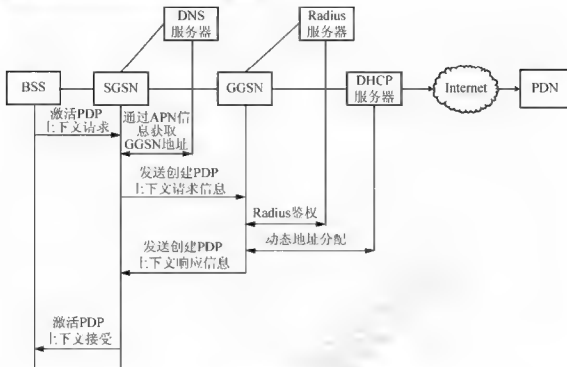 DNS
服务器
Radius
服务器
BSS
SGSN
GGSN
DHCP
服务器
Internet
PDN
激活PDP
上下文请求
通过APN信
息获取
GGSN地址
发送创建PDP
上下文请求信息
Radius鉴权
动态地址分配
发送创建PDP
上下文响应信息
激活PDP
上下文接受